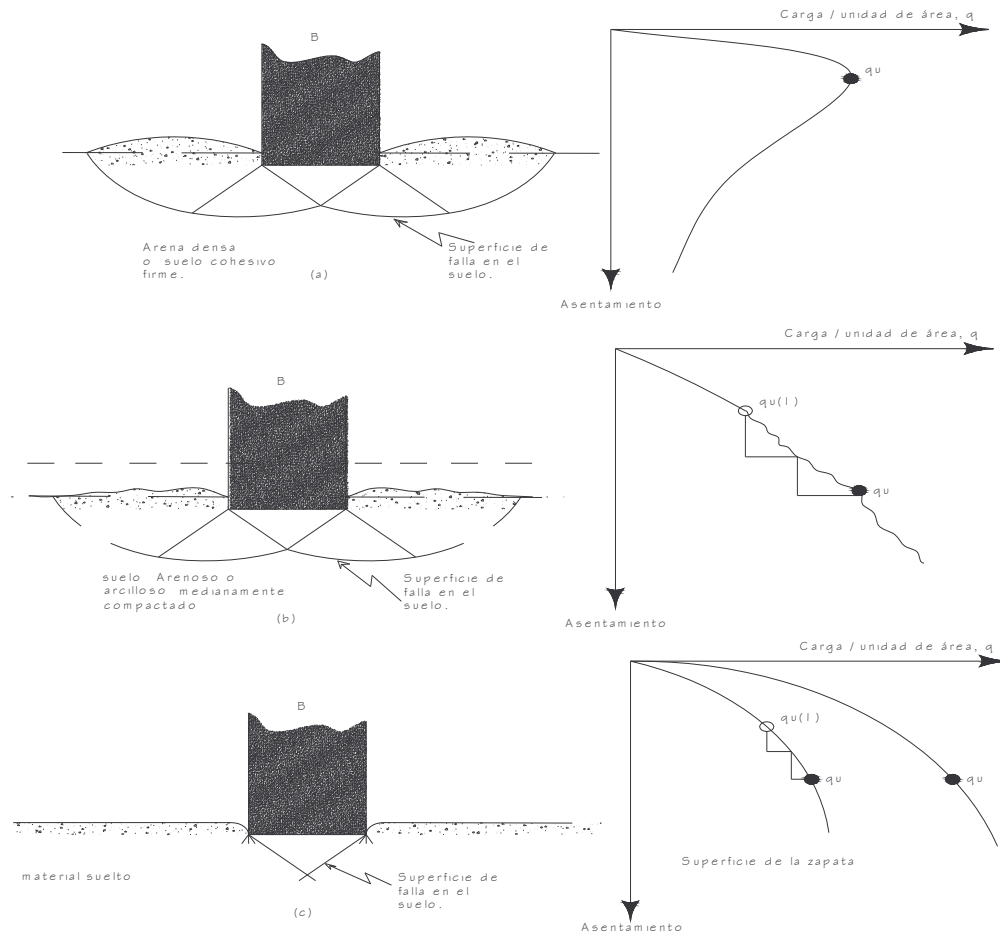 Carga / unidad de área, q
B
qu
Arena densa
o suelo cohesivo
firme.
(a)
Superficie de
falla en el
suelo.
Asentamiento
Carga / unidad de área, q
B
qu(1)
qu
suelo Arenoso o
arcilloso medianamente
compactado
(b)
Superficie de
falla en el
suelo.
Asentamiento
Carga / unidad de área, q
B
qu(1)
qu
qu
Superficie de la zapata
material suelto
Superficie de
falla en el
suelo.
(c)
Asentamiento